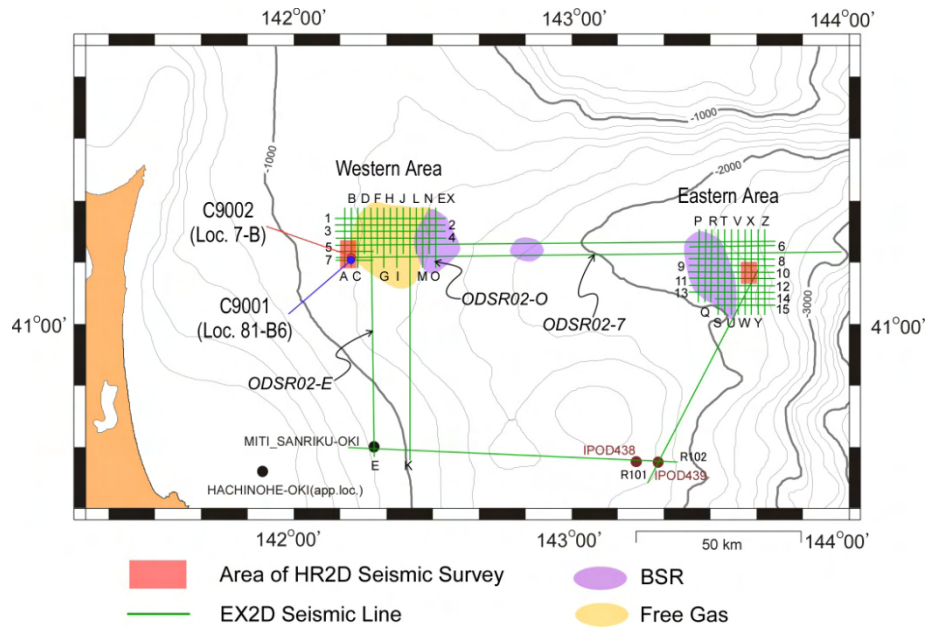 142°00' 143°00' 144°00'
-1000
-1000
-2000
Western Area
Eastern Area
B D F H J L N EX
P R T V X Z
C9002
(Loc. 7-B)
1
3
5
7
2
4
6
8
9
10
11
12
13
14
15
A C G I M O
Q S U W Y
-3000
ODSR02-O
ODSR02-7
C9001
(Loc. 81-B6)
41°00' 41°00'
ODSR02-E
MITI_SANRIKU-OKI
E K
HACHINOHE-OKI(app.loc.)
IPOD438
R102
R101
IPOD439
142°00' 143°00' 144°00'
50 km
Area of HR2D Seismic Survey
BSR
EX2D Seismic Line
Free Gas